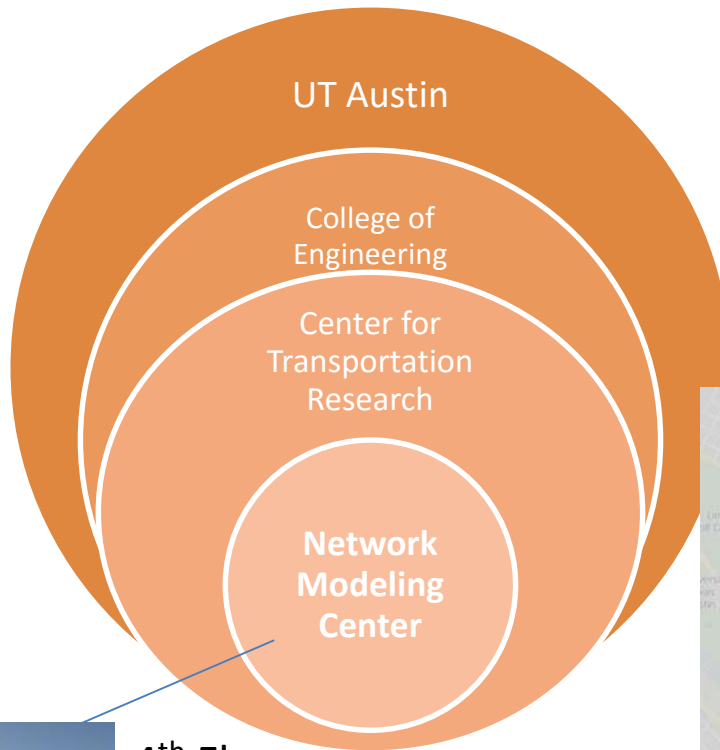 UT Austin
College of
Engineering
Center for
Transportation
Research
Network
Modeling
Center